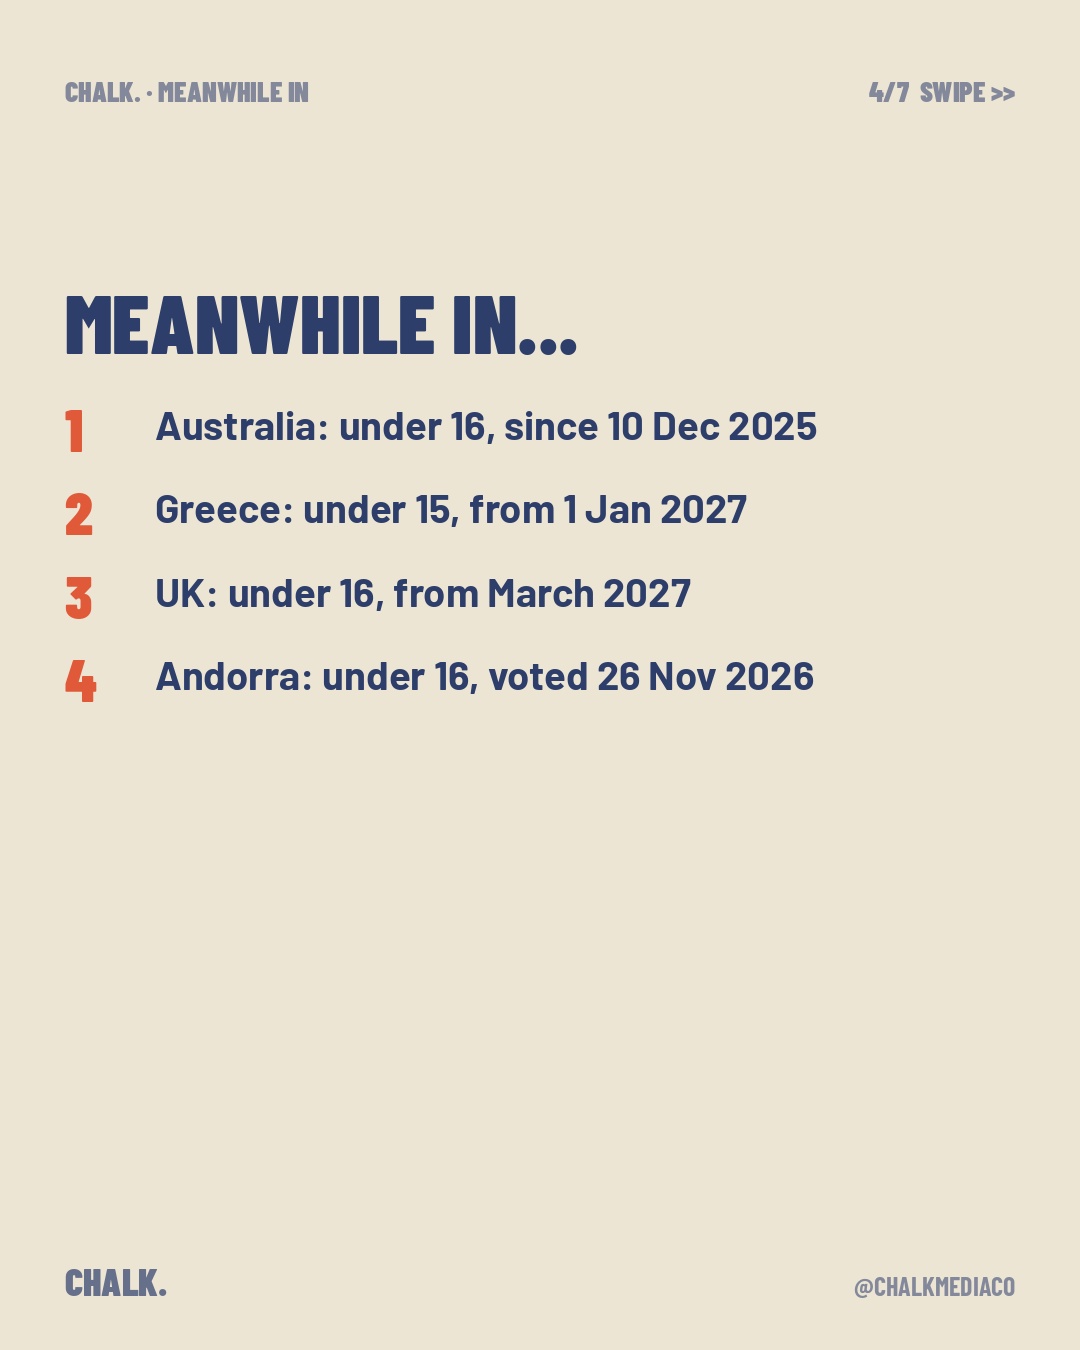 CHALK. · MEANWHILE IN
4/7 SWIPE >>
MEANWHILE IN...
1 Australia: under 16, since 10 Dec 2025
2 Greece: under 15, from 1 Jan 2027
3 UK: under 16, from March 2027
4 Andorra: under 16, voted 26 Nov 2026
CHALK.
@CHALKMEDIACO